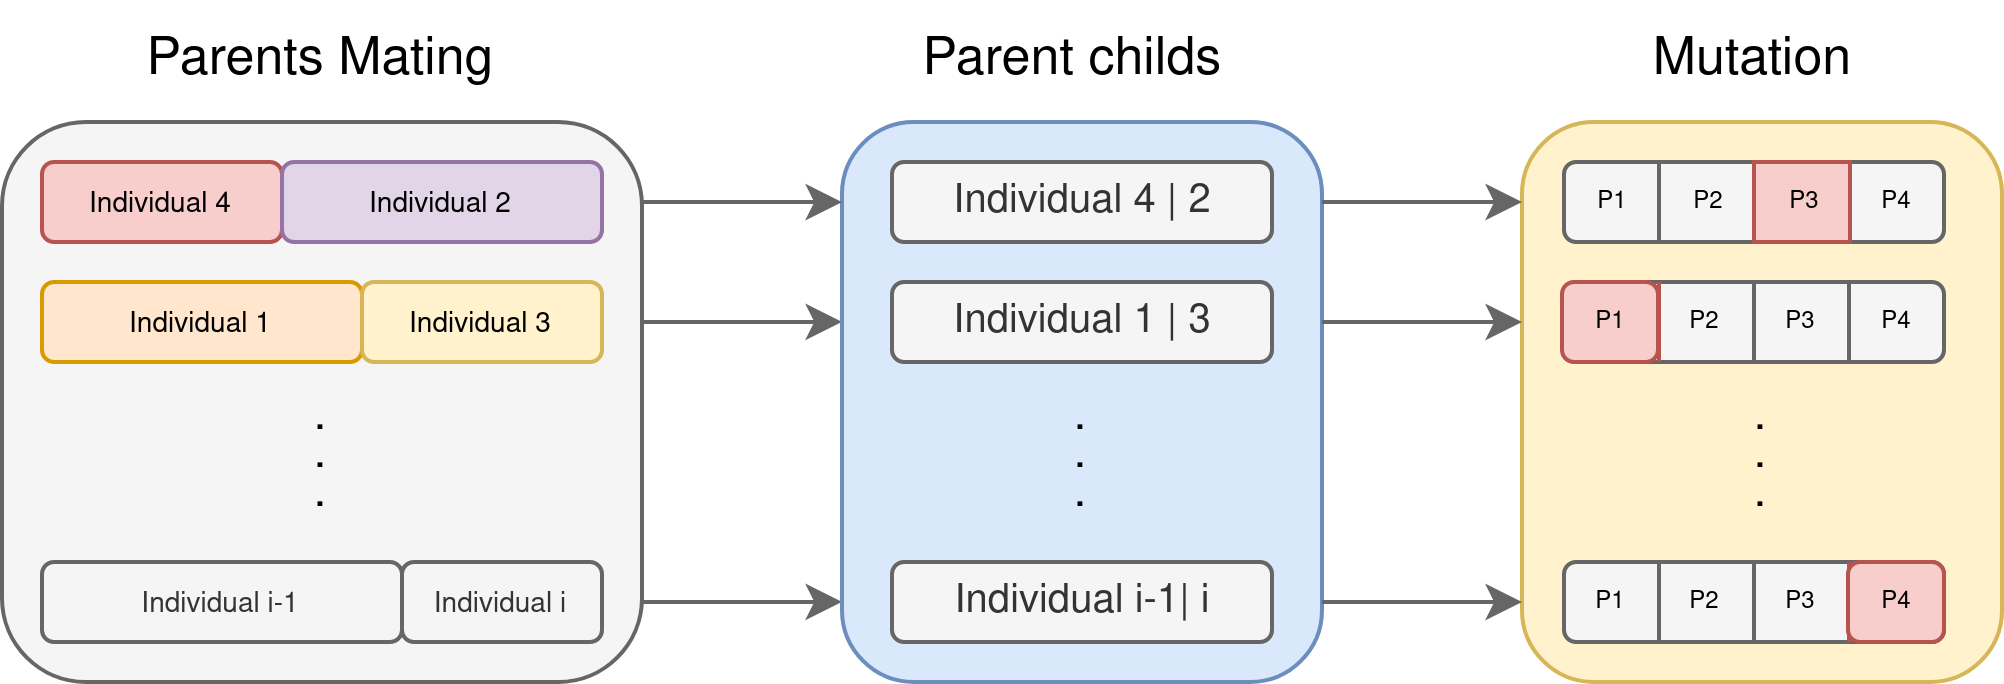 Parents Mating
Parent childs
Mutation
Individual 4 Individual 2
Individual 4 | 2
P1 P2 P3 P4
Individual 1 Individual 3
Individual 1 | 3
P1 P2 P3 P4
.
.
.
.
.
.
.
.
.
Individual i-1 Individual i
Individual i-1| i
P1 P2 P3 P4